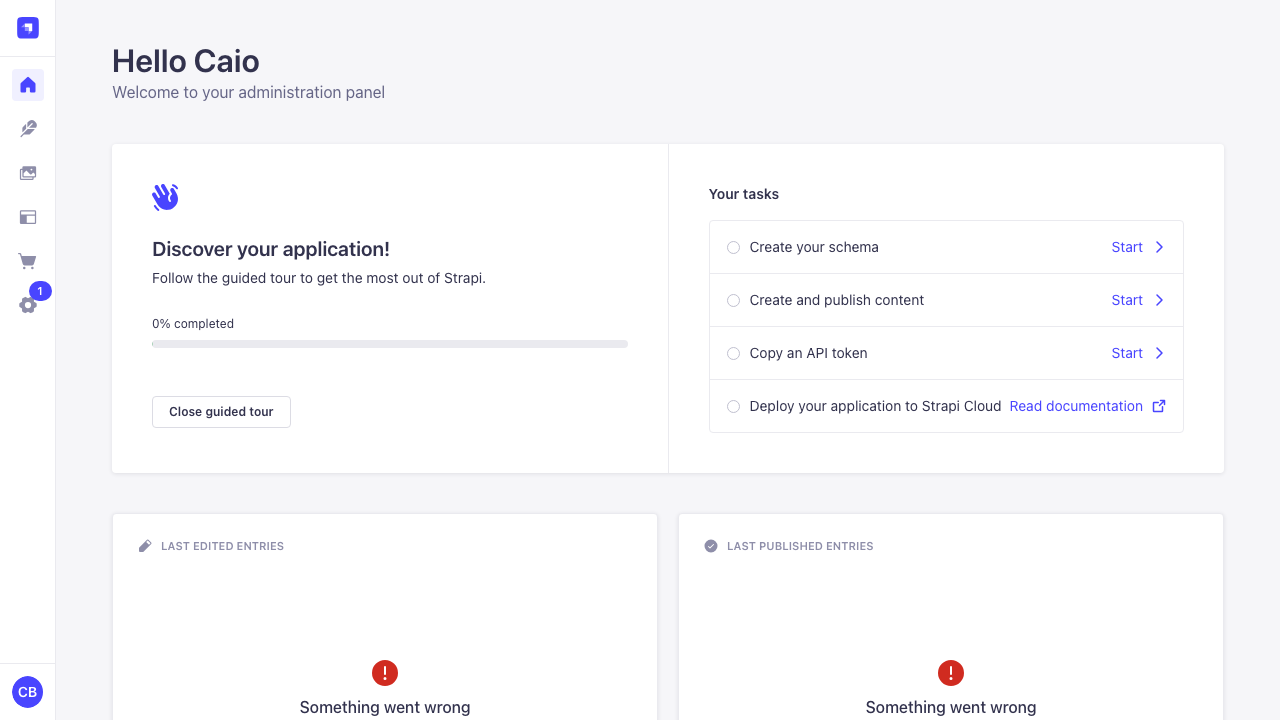 Hello Caio
Welcome to your administration panel
Discover your application!
Follow the guided tour to get the most out of Strapi.
0% completed
Close guided tour
Your tasks
Create your schema Start
Create and publish content Start
Copy an API token Start
Deploy your application to Strapi Cloud Read documentation
1
LAST EDITED ENTRIES
Something went wrong
LAST PUBLISHED ENTRIES
Something went wrong
CB